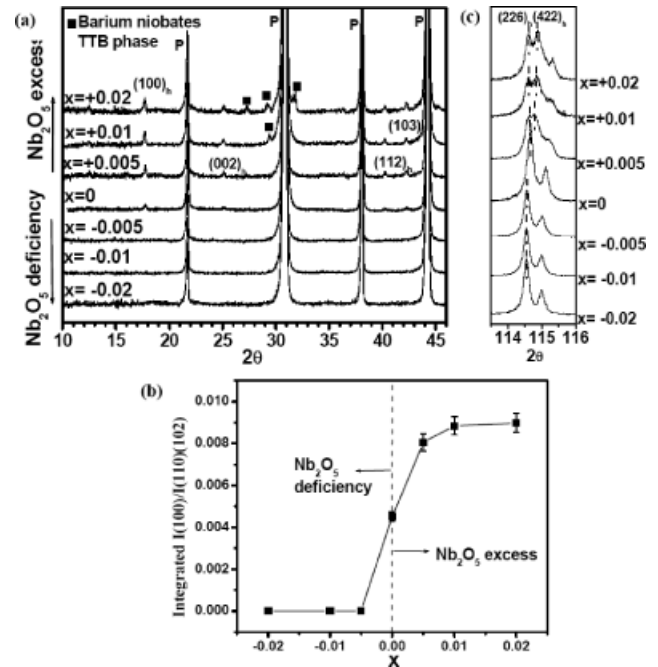 (a)
■ Barium niobates
TTB phase
P
P
P
P
Nb₂O₅ excess
Nb₂O₅ deficiency
(100)h
(002)h
(112)h
(103)
x=+0.02
x=+0.01
x=+0.005
x=0
x= -0.005
x= -0.01
x= -0.02
10 15 20 25 30 35 40 45
2θ
(c)
(226) (422)h
x=+0.02
x=+0.01
x=+0.005
x=0
x= -0.005
x= -0.01
x= -0.02
114 115 116
2θ
(b)
Integrated I(100)/I(110)(102)
0.010
0.008
0.006
0.004
0.002
0.000
Nb₂O₅
deficiency
Nb₂O₅ excess
-0.02 -0.01 0.00 0.01 0.02
X